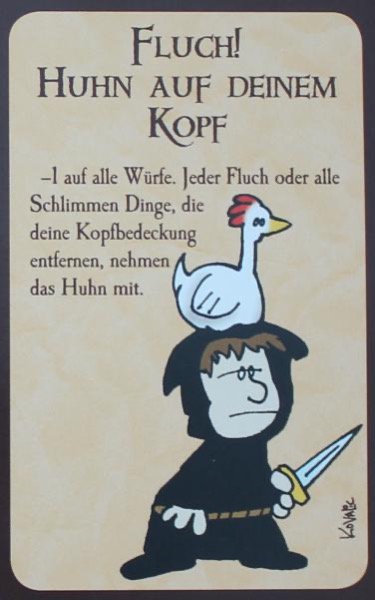 FLUCH!
HUHN AUF DEINEM
KOPF
–1 auf alle Würfe. Jeder Fluch oder alle
Schlimmen Dinge, die
deine Kopfbedeckung
entfernen, nehmen
das Huhn mit.
KOVALIC